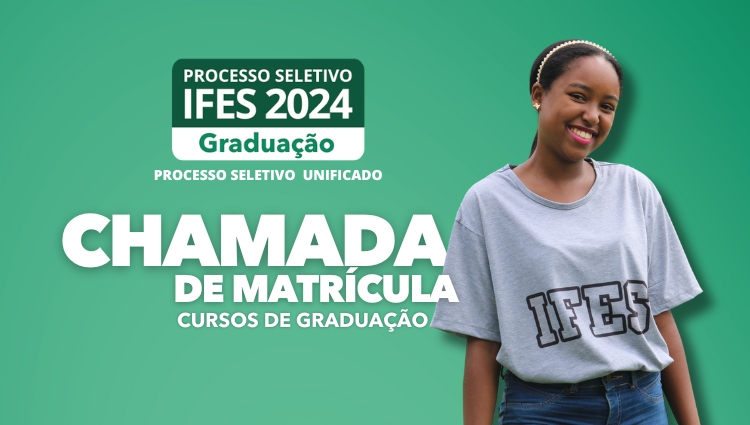 PROCESSO SELETIVO
IFES 2024
Graduação
PROCESSO SELETIVO UNIFICADO
CHAMADA
DE MATRÍCULA
CURSOS DE GRADUAÇÃO
IFES